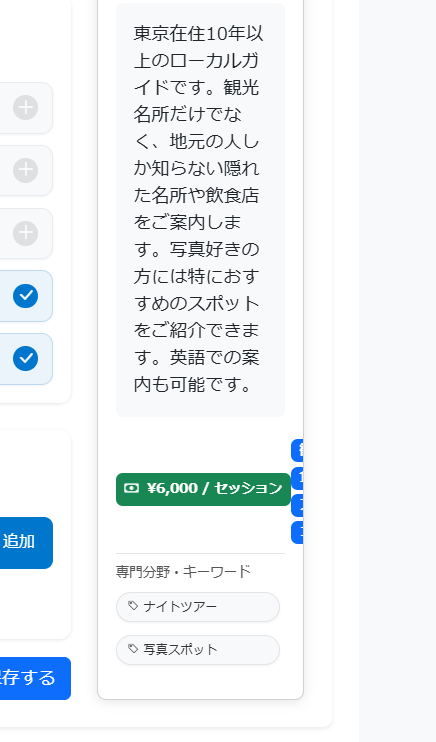 東京在住10年以
上のローカルガ
イドです。観光
名所だけでな
く、地元の人し
か知らない隠れ
た名所や飲食店
をご案内しま
す。写真好きの
方には特におす
すめのスポット
をご紹介できま
す。英語での案
内も可能です。
¥6,000 / セッション
専門分野・キーワード
ナイトツアー
写真スポット
追加
存する